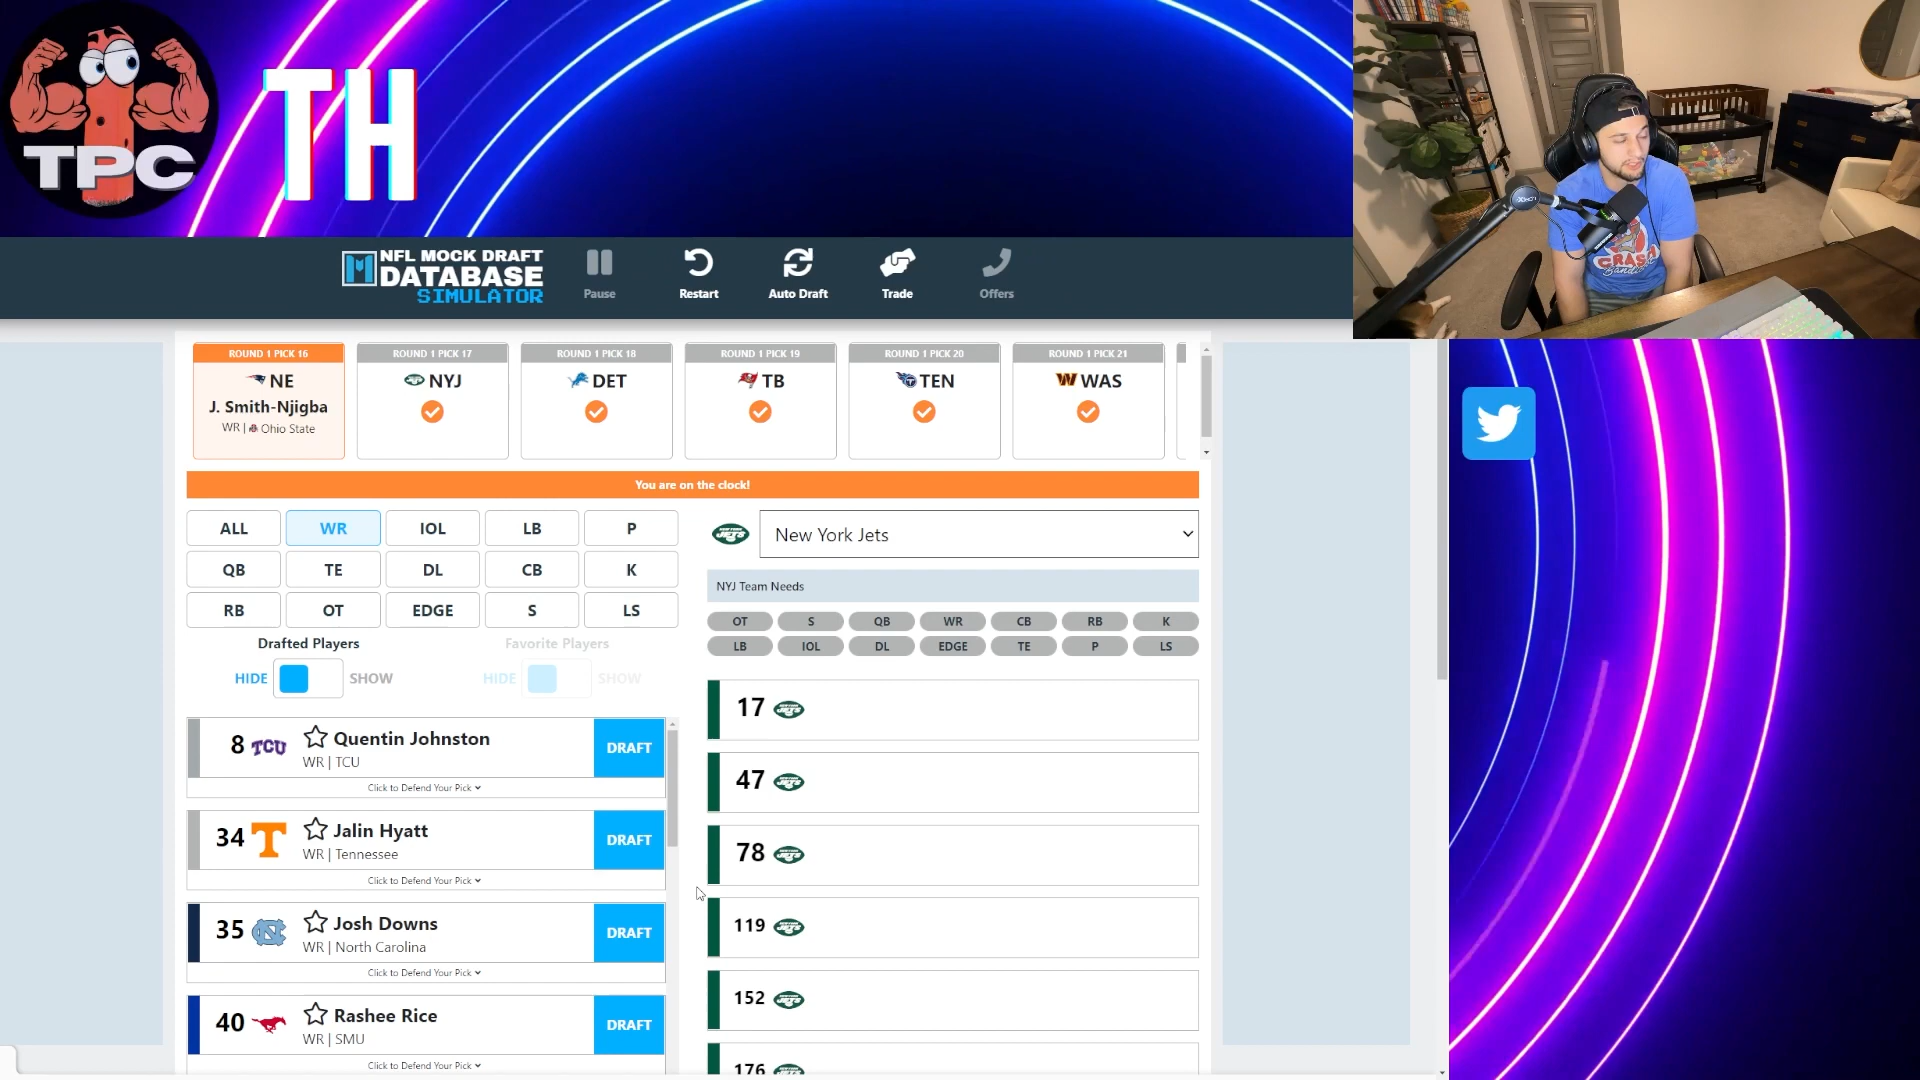 TPC
TH
NFL MOCK DRAFT
DATABASE
SIMULATOR
Pause
Restart
Auto Draft
Trade
Offers
ROUND 1 PICK 16
NE
J. Smith-Njigba
WR | Ohio State
ROUND 1 PICK 17
NYJ
ROUND 1 PICK 18
DET
ROUND 1 PICK 19
TB
ROUND 1 PICK 20
TEN
ROUND 1 PICK 21
WAS
You are on the clock!
ALL
WR
IOL
LB
P
QB
TE
DL
CB
K
RB
OT
EDGE
S
LS
Drafted Players
HIDE
SHOW
Favorite Players
HIDE
SHOW
8 TCU Quentin Johnston
WR | TCU
DRAFT
Click to Defend Your Pick
34 T Jalin Hyatt
WR | Tennessee
DRAFT
Click to Defend Your Pick
35 NC Josh Downs
WR | North Carolina
DRAFT
Click to Defend Your Pick
40 Rashee Rice
WR | SMU
DRAFT
Click to Defend Your Pick
New York Jets
NYJ Team Needs
OT
S
QB
WR
CB
RB
K
LB
IOL
DL
EDGE
TE
P
LS
17
47
78
119
152
176
CRASH
Bandicoot